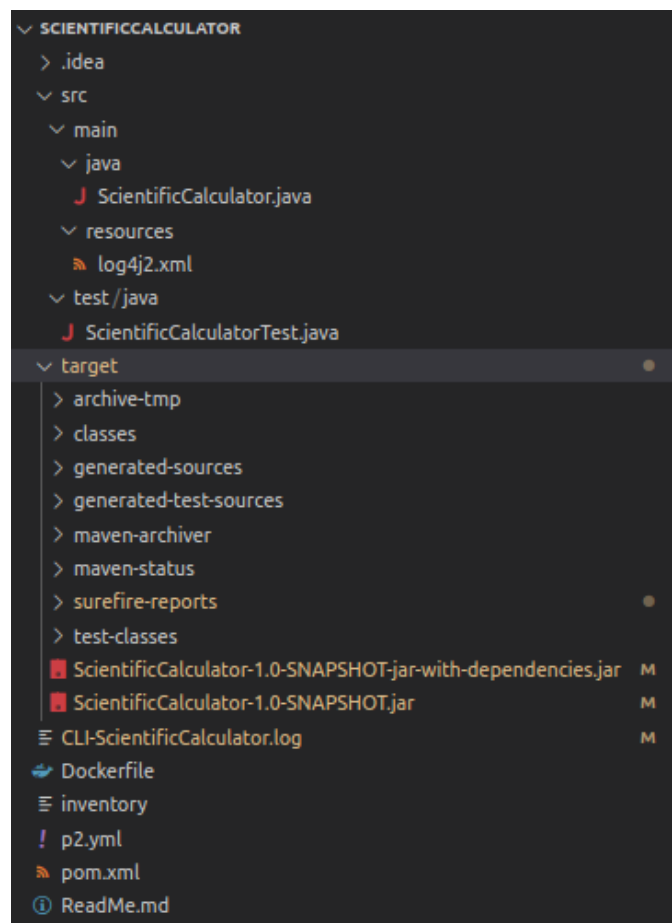 SCIENTIFICCALCULATOR
.idea
src
main
java
J ScientificCalculator.java
resources
log4j2.xml
test/java
J ScientificCalculatorTest.java
target
archive-tmp
classes
generated-sources
generated-test-sources
maven-archiver
maven-status
surefire-reports
test-classes
ScientificCalculator-1.0-SNAPSHOT-jar-with-dependencies.jar M
ScientificCalculator-1.0-SNAPSHOT.jar M
CLI-ScientificCalculator.log M
Dockerfile
inventory
! p2.yml
pom.xml
ReadMe.md